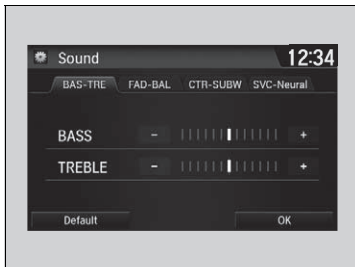 Sound 12:34
BAS-TRE FAD-BAL CTR-SUBW SVC-Neural
BASS - +
TREBLE - +
Default OK